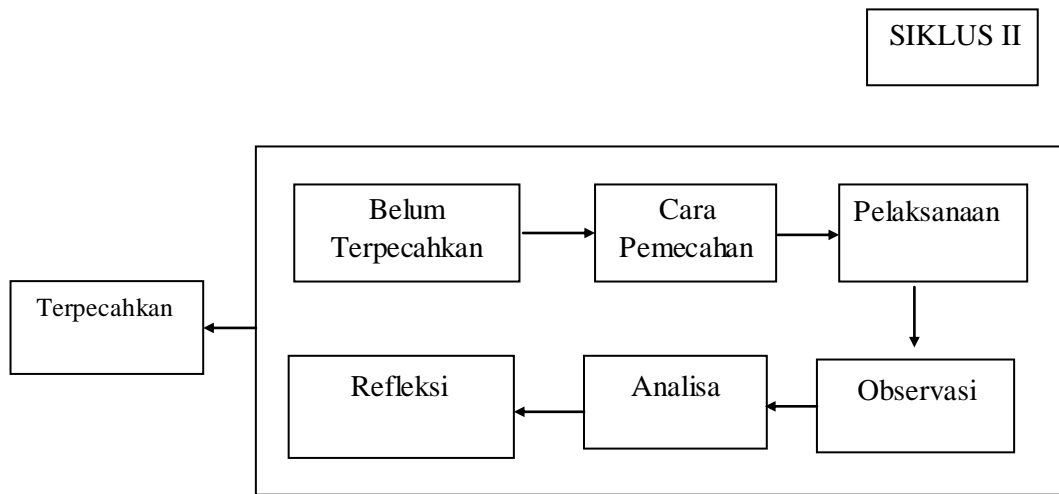 SIKLUS II
Belum
Terpecahkan
Cara
Pemecahan
Pelaksanaan
Terpecahkan
Refleksi
Analisa
Observasi